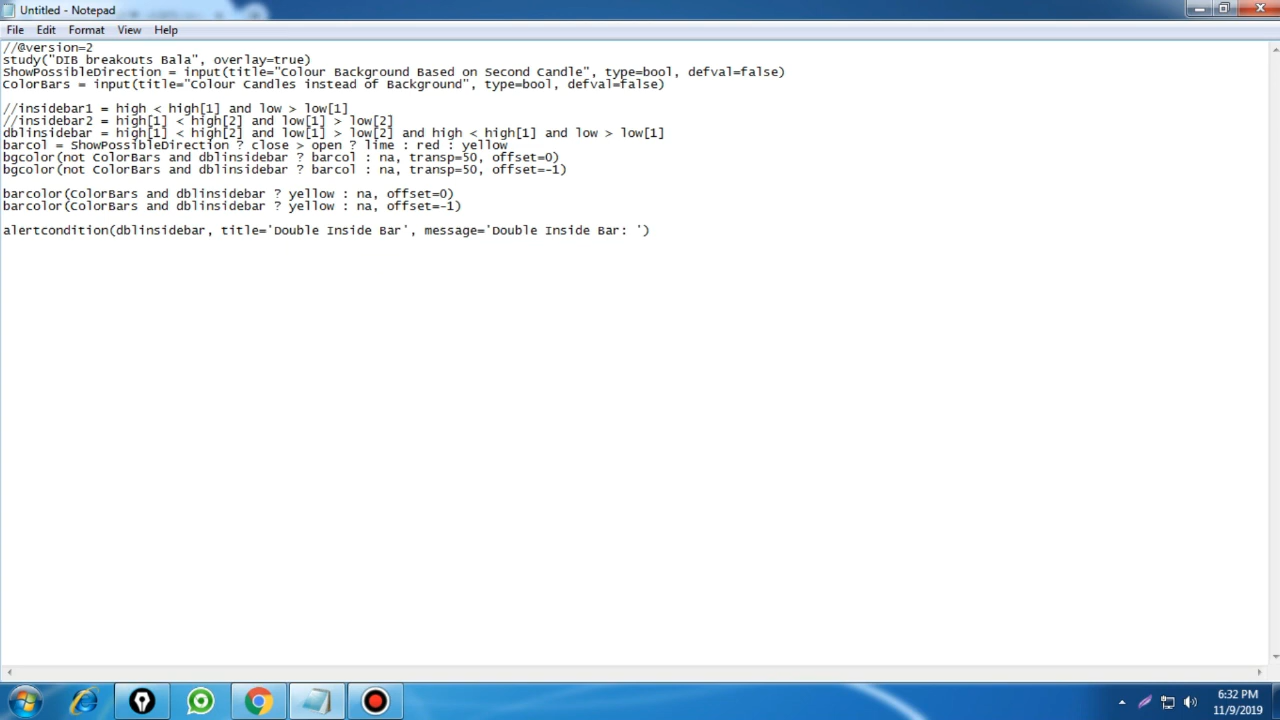 Untitled - Notepad
File Edit Format View Help
//@version=2
study("DIB breakouts Bala", overlay=true)
ShowPossibleDirection = input(title="Colour Background Based on Second Candle", type=bool, defval=false)
ColorBars = input(title="Colour Candles instead of Background", type=bool, defval=false)
//insidebar1 = high < high[1] and low > low[1]
//insidebar2 = high[1] < high[2] and low[1] > low[2]
dblinsidebar = high[1] < high[2] and low[1] > low[2] and high < high[1] and low > low[1]
barcol = ShowPossibleDirection ? close > open ? lime : red : yellow
bgcolor(not ColorBars and dblinsidebar ? barcol : na, transp=50, offset=0)
bgcolor(not ColorBars and dblinsidebar ? barcol : na, transp=50, offset=-1)
barcolor(ColorBars and dblinsidebar ? yellow : na, offset=0)
barcolor(ColorBars and dblinsidebar ? yellow : na, offset=-1)
alertcondition(dblinsidebar, title='Double Inside Bar', message='Double Inside Bar: ')
6:32 PM
11/9/2019